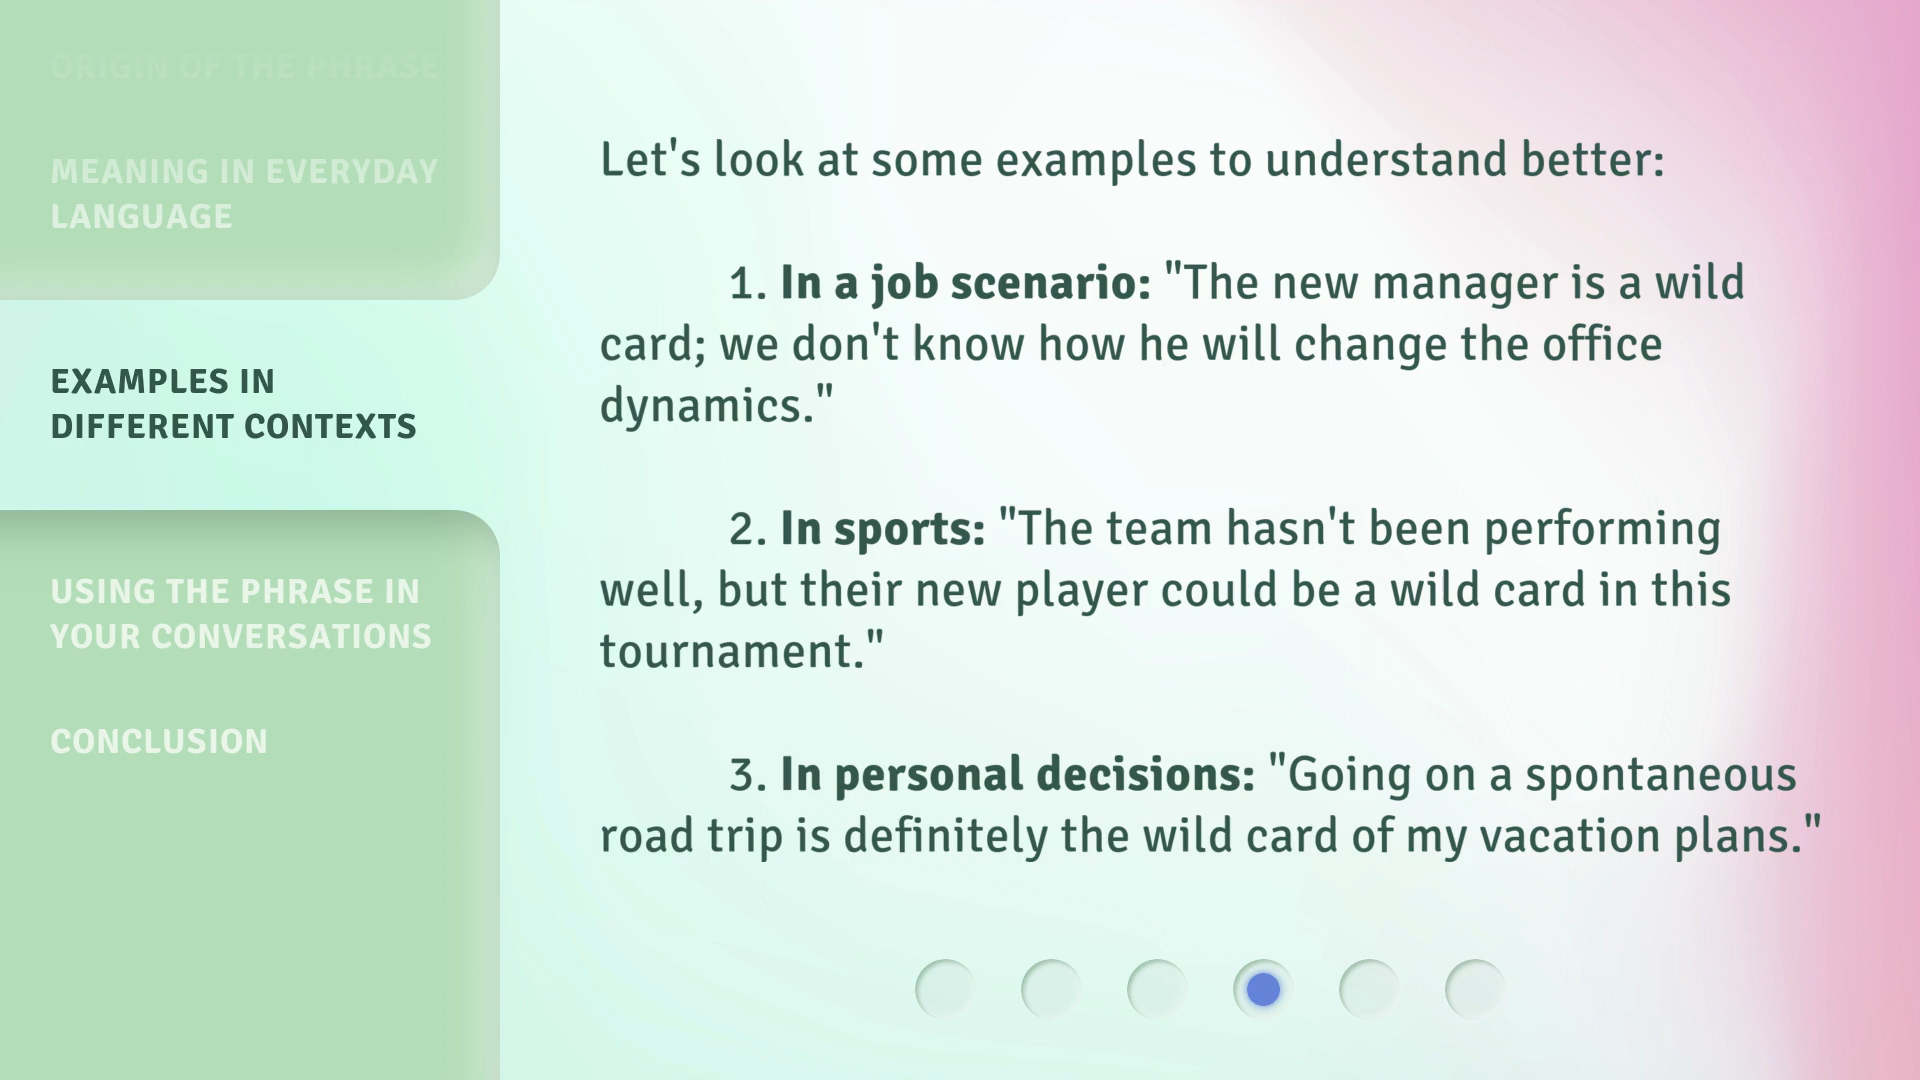 ORIGIN OF THE PHRASE
MEANING IN EVERYDAY
LANGUAGE
EXAMPLES IN
DIFFERENT CONTEXTS
USING THE PHRASE IN
YOUR CONVERSATIONS
CONCLUSION
Let's look at some examples to understand better:
1. In a job scenario: "The new manager is a wild
card; we don't know how he will change the office
dynamics."
2. In sports: "The team hasn't been performing
well, but their new player could be a wild card in this
tournament."
3. In personal decisions: "Going on a spontaneous
road trip is definitely the wild card of my vacation plans."